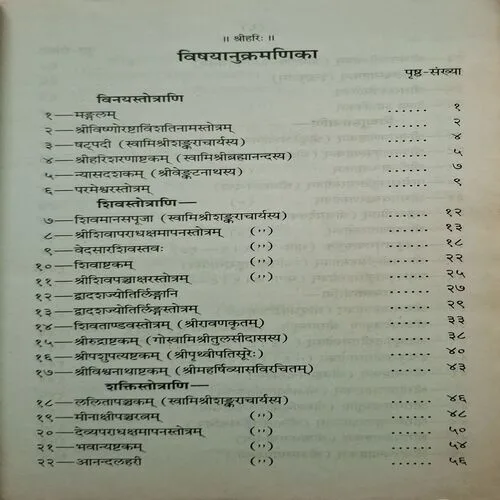 ॥ श्रीहरिः ॥
विषयानुक्रमणिका
पृष्ठ-संख्या
विनयस्तोत्राणि
१—मङ्गलम् ...... १
२—श्रीविष्णोरष्टाविंशतिनामस्तोत्रम् ...... २
३—षट्पदी (स्वामिश्रीशङ्कराचार्यस्य) ...... ४
४—श्रीहरिशरणाष्टकम् (स्वामिश्रीब्रह्मानन्दस्य) ...... ५
५—न्यासदशकम् (श्रीवेङ्कटनाथस्य) ...... ७
६—परमेश्वरस्तोत्रम् ...... ९
शिवस्तोत्राणि—
७—शिवमानसपूजा (स्वामिश्रीशङ्कराचार्यस्य) ...... १२
८—श्रीशिवापराधक्षमापनस्तोत्रम् (,,) ...... १३
९—वेदसारशिवस्तवः (,,) ...... १८
१०—शिवाष्टकम् (,,) ...... २२
११—श्रीशिवपञ्चाक्षरस्तोत्रम् (,,) ...... २५
१२—द्वादशज्योतिर्लिङ्गानि ...... २७
१३—द्वादशज्योतिर्लिङ्गस्तोत्रम् ...... २९
१४—शिवताण्डवस्तोत्रम् (श्रीरावणकृतम्) ...... ३३
१५—श्रीरुद्राष्टकम् (गोस्वामिश्रीतुलसीदासस्य) ...... ३८
१६—श्रीपशुपत्यष्टकम् (श्रीपृथ्वीपतिसूरेः) ...... ४०
१७—श्रीविश्वनाथाष्टकम् (श्रीमहर्षिव्यासविरचितम्) ...... ४३
शक्तिस्तोत्राणि—
१८—ललितापञ्चकम् (स्वामिश्रीशङ्कराचार्यस्य) ...... ४६
१९—मीनाक्षीपञ्चरत्नम् (,,) ...... ४८
२०—देव्यपराधक्षमापनस्तोत्रम् (,,) ...... ५०
२१—भवान्यष्टकम् (,,) ...... ५४
२२—आनन्दलहरी (,,) ...... ५६